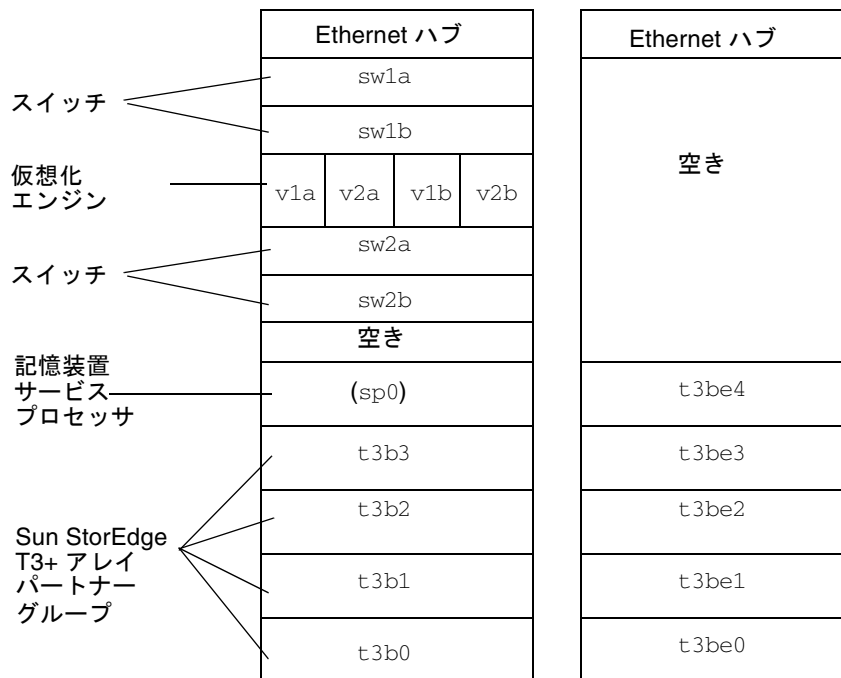 Ethernet ハブ
sw1a
sw1b
スイッチ
仮想化
エンジン
v1a
v2a
v1b
v2b
sw2a
sw2b
スイッチ
空き
記憶装置
サービス
プロセッサ
(sp0)
t3b3
t3b2
t3b1
t3b0
Sun StorEdge
T3+ アレイ
パートナー
グループ
Ethernet ハブ
空き
t3be4
t3be3
t3be2
t3be1
t3be0